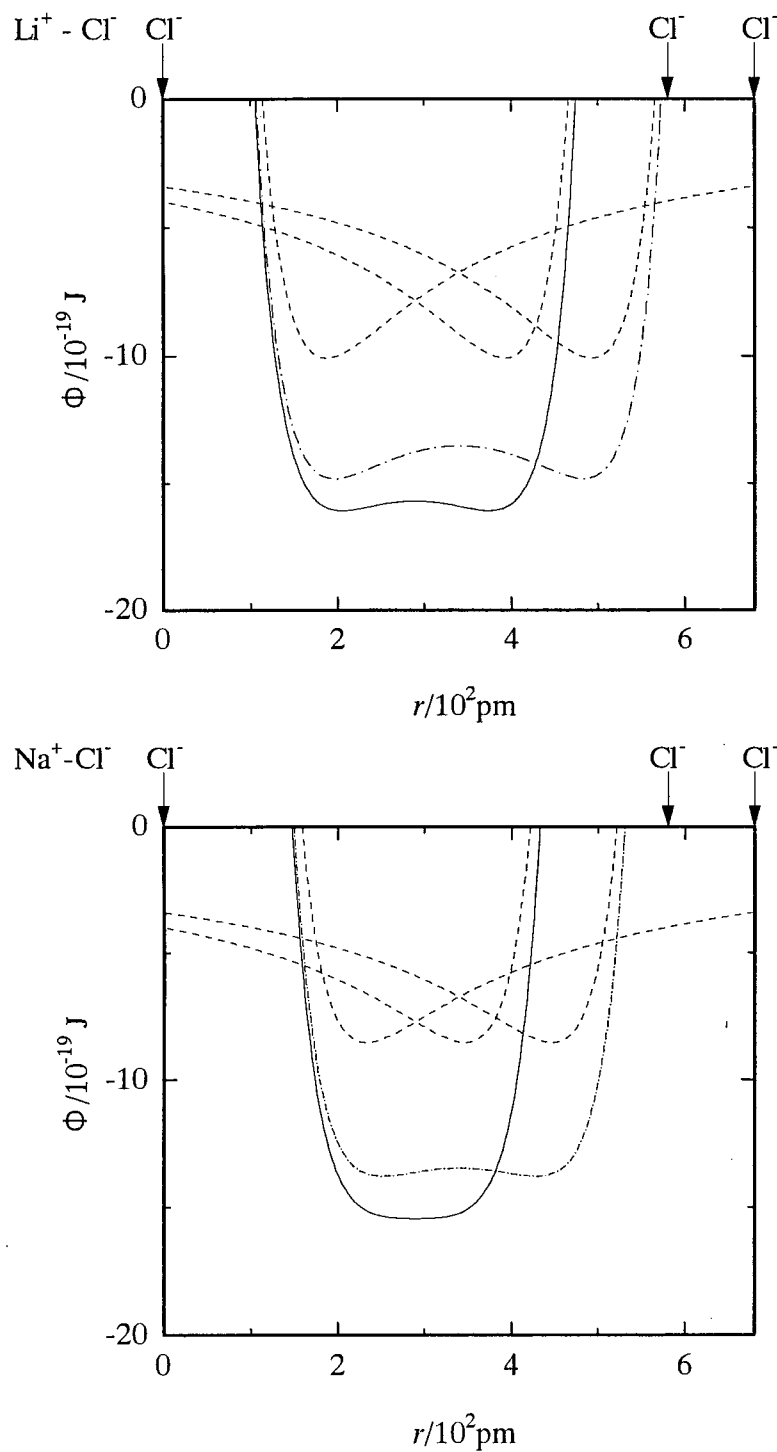 Li⁺ - Cl⁻ Cl⁻ Cl⁻ Cl⁻
0
-10
-20
Φ/10⁻¹⁹ J
0 2 4 6
r/10²pm
Na⁺-Cl⁻ Cl⁻ Cl⁻ Cl⁻
0
-10
-20
Φ/10⁻¹⁹ J
0 2 4 6
r/10²pm